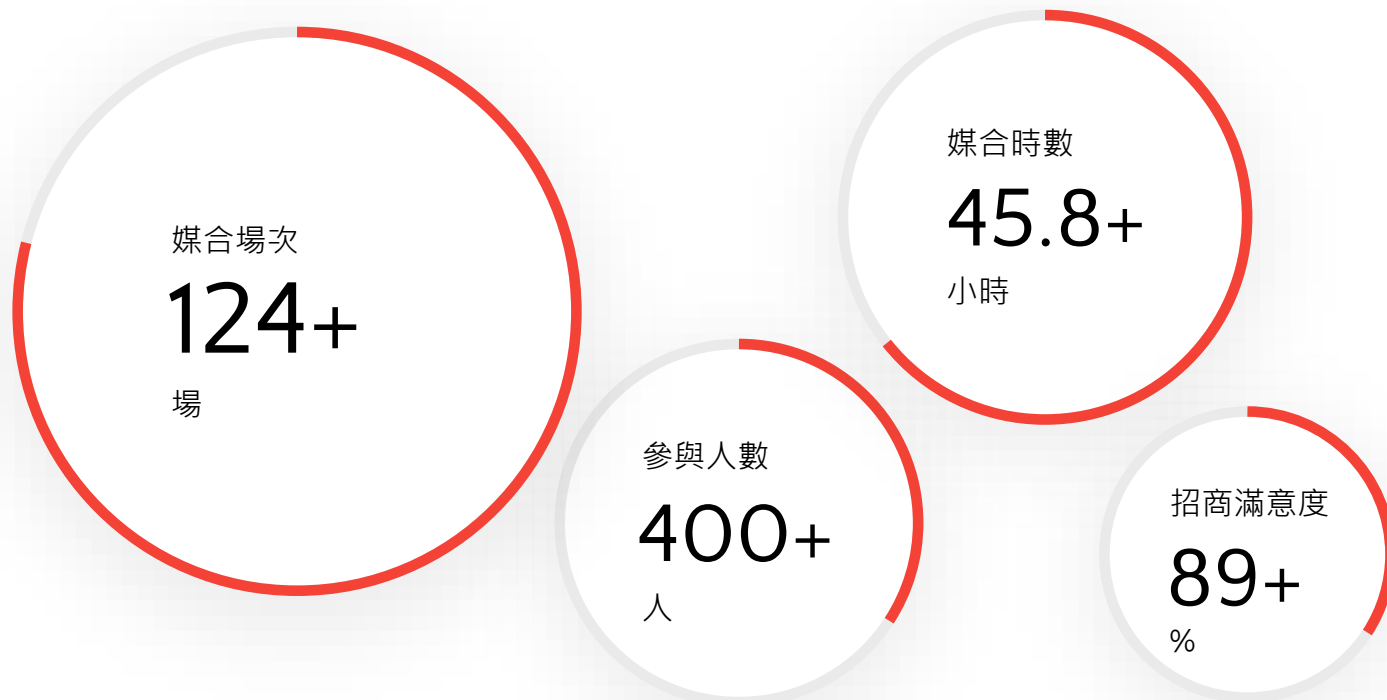 媒合場次
124+
場
媒合時數
45.8+
小時
參與人數
400+
人
招商滿意度
89+
%